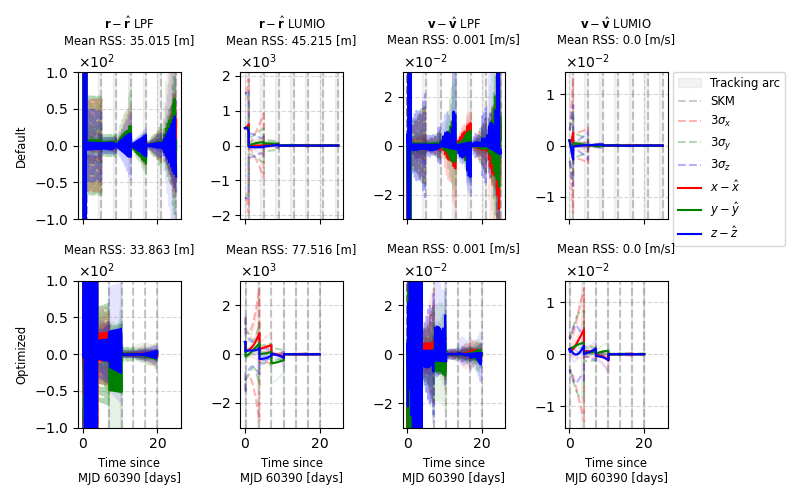 r − r̂ LPF
Mean RSS: 35.015 [m]
r − r̂ LUMIO
Mean RSS: 45.215 [m]
v − v̂ LPF
Mean RSS: 0.001 [m/s]
v − v̂ LUMIO
Mean RSS: 0.0 [m/s]
×10²
1.0
0.5
0.0
−0.5
−1.0
Default
×10³
2
1
0
−1
−2
×10⁻²
2
0
−2
×10⁻²
1
0
−1
Tracking arc
SKM
3σx
3σy
3σz
x − x̂
y − ŷ
z − ẑ
Mean RSS: 33.863 [m]
Mean RSS: 77.516 [m]
Mean RSS: 0.001 [m/s]
Mean RSS: 0.0 [m/s]
×10²
1.0
0.5
0.0
−0.5
−1.0
Optimized
0
20
Time since
MJD 60390 [days]
×10³
2
0
−2
0
20
Time since
MJD 60390 [days]
×10⁻²
2
0
−2
0
20
Time since
MJD 60390 [days]
×10⁻²
1
0
−1
0
20
Time since
MJD 60390 [days]